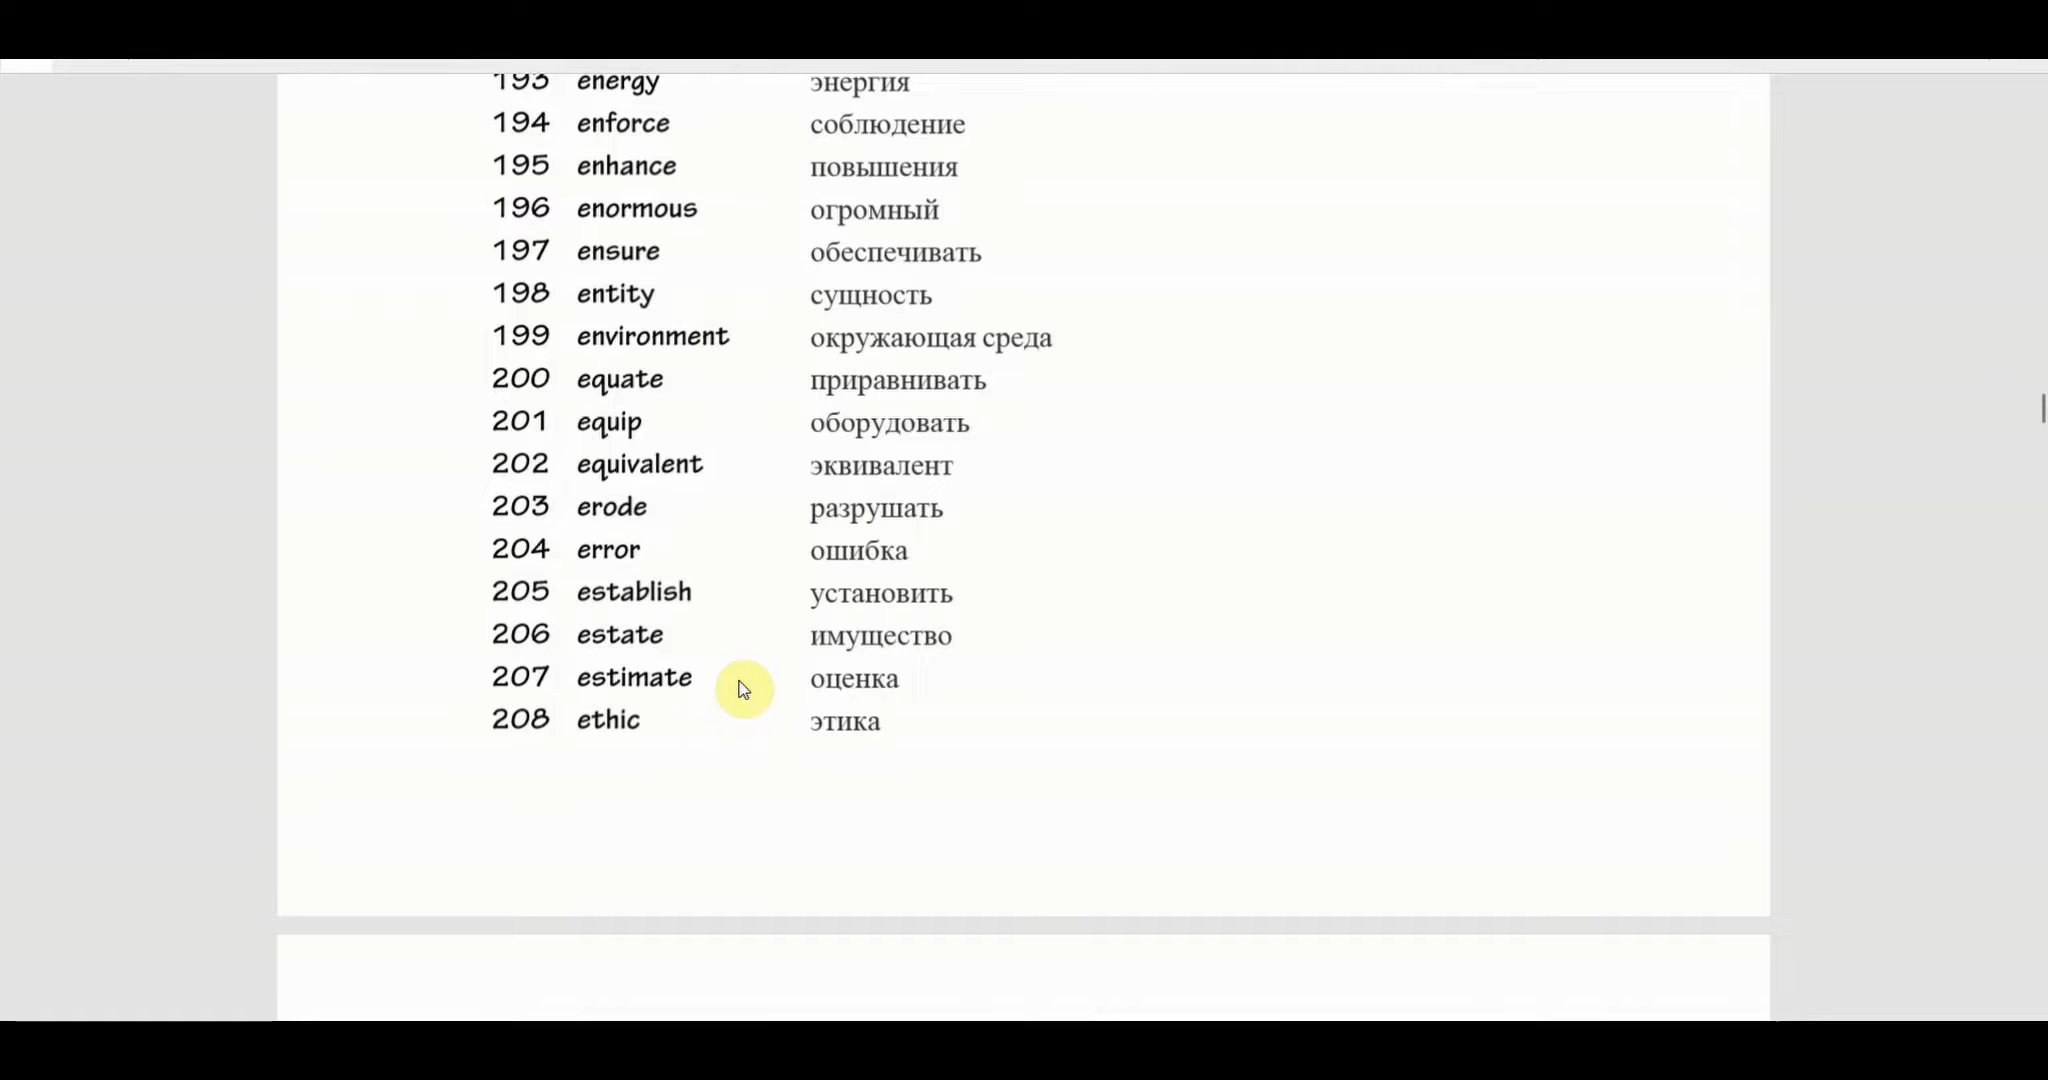 193 energy энергия
194 enforce соблюдение
195 enhance повышения
196 enormous огромный
197 ensure обеспечивать
198 entity сущность
199 environment окружающая среда
200 equate приравнивать
201 equip оборудовать
202 equivalent эквивалент
203 erode разрушать
204 error ошибка
205 establish установить
206 estate имущество
207 estimate оценка
208 ethic этика